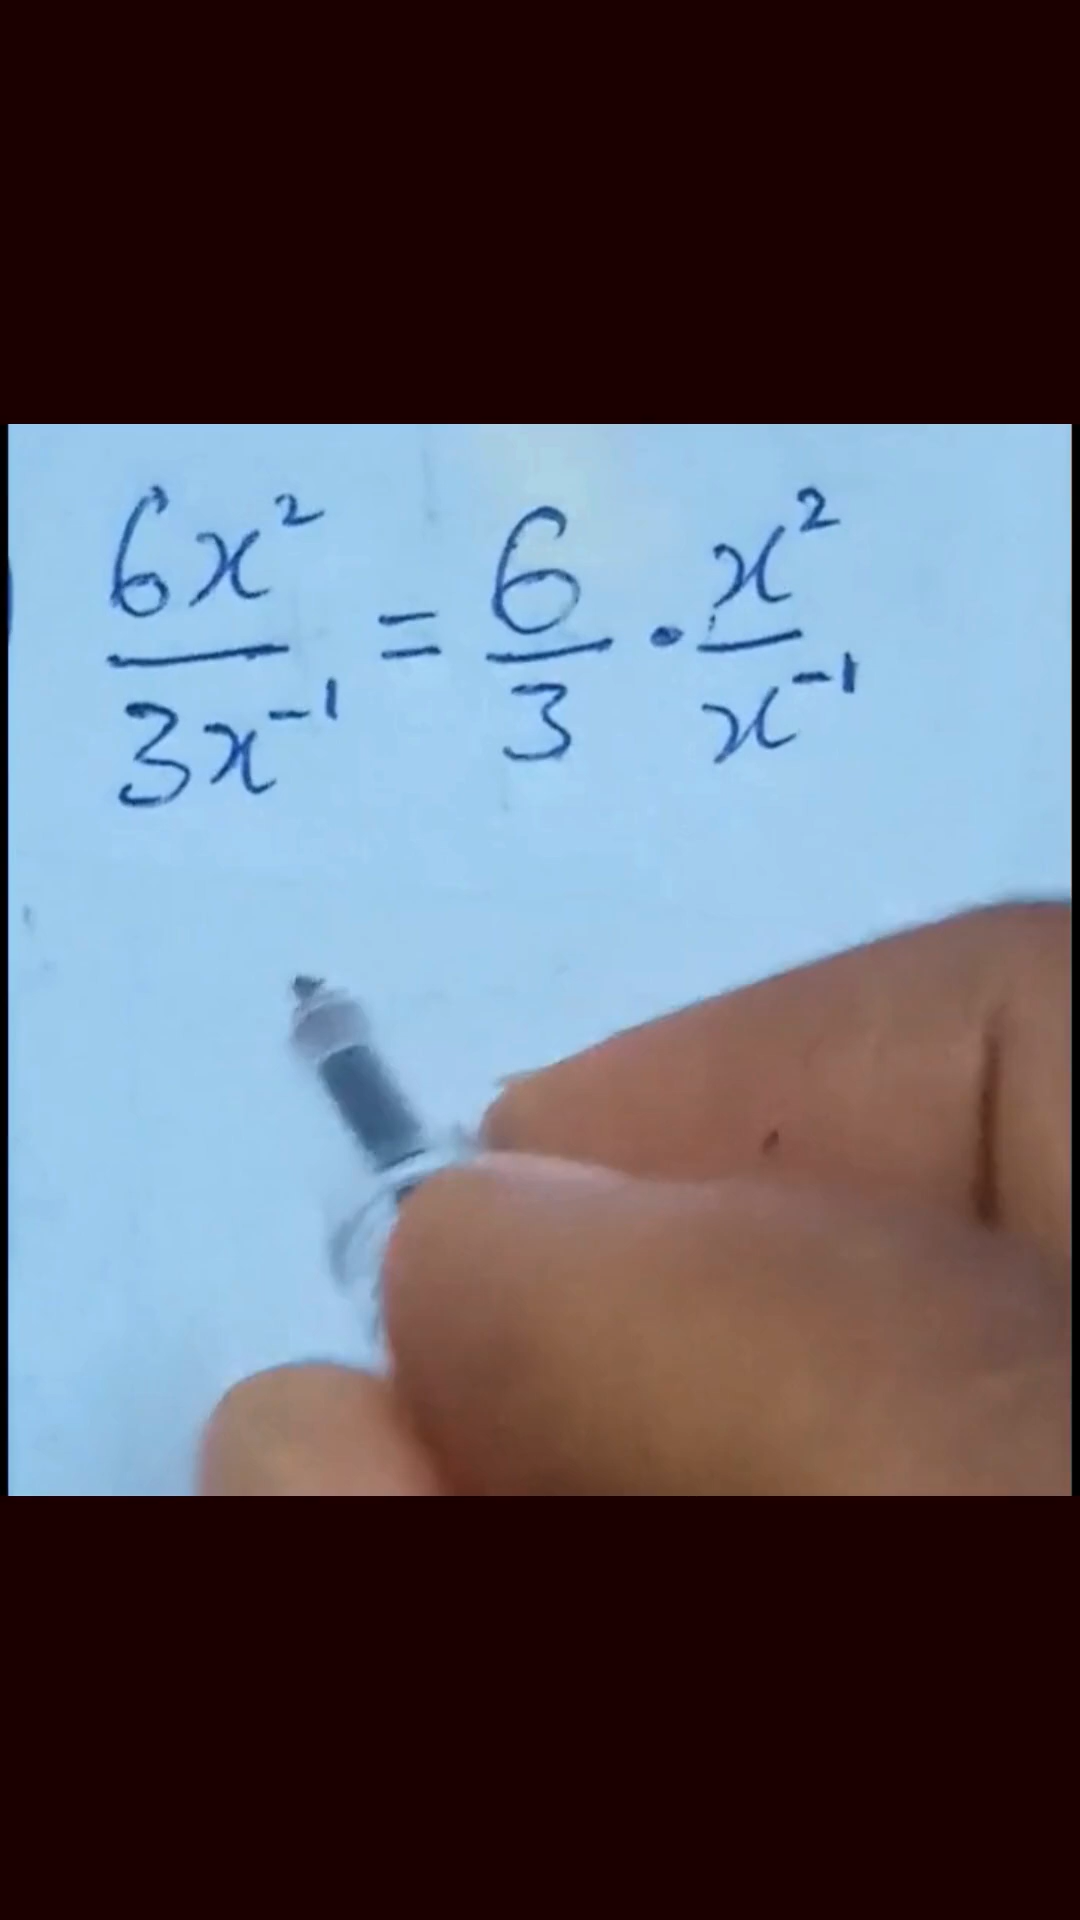 6x²/3x⁻¹ = 6/3 · x²/x⁻¹